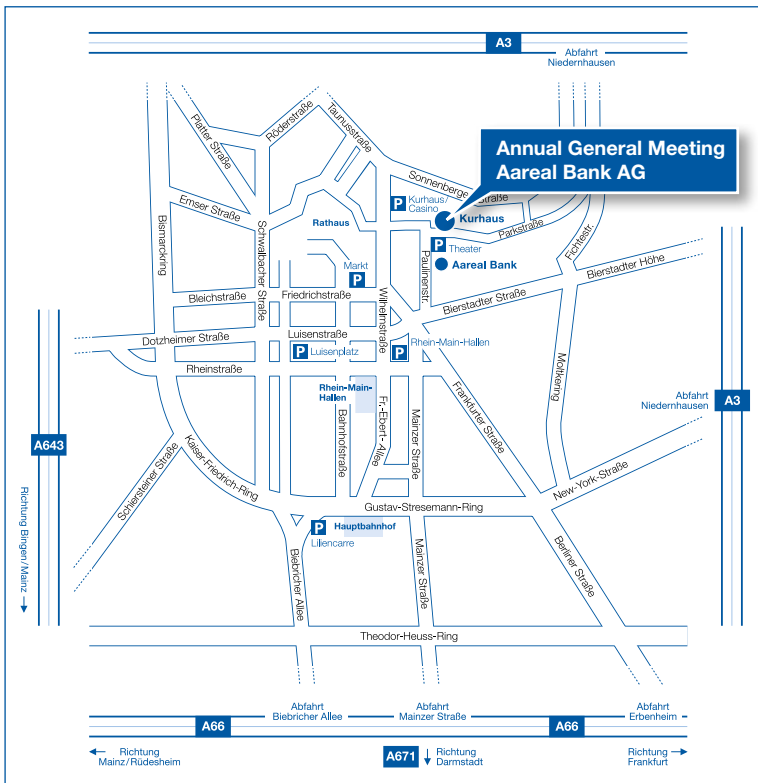 A3
Abfahrt
Niedernhausen
Annual General Meeting
Aareal Bank AG
Platter Straße
Röderstraße
Taunusstraße
Sonnenberge
Straße
P Kurhaus/
Casino
Kurhaus
Emser Straße
Rathaus
Parkstraße
P
Theater
Fichtestr.
Bismarckring
Schwalbacher Straße
Markt
P
Aareal Bank
Paulinenstr.
Bierstadter Höhe
Bierstadter Straße
Bleichstraße
Friedrichstraße
Wilhelmstraße
Dotzheimer Straße
Luisenstraße
P Luisenplatz
P Rhein-Main-Hallen
Rheinstraße
Moltkering
Rhein-Main-
Hallen
Frankfurter Straße
Abfahrt
Niedernhausen
A3
A643
Bahnhofstraße
Fr.-Ebert- Allee
Mainzer Straße
Schiersteiner Straße
Kaiser-Friedrich-Ring
New-York-Straße
Gustav-Stresemann-Ring
Richtung Bingen/Mainz
P
Hauptbahnhof
Liliencarre
Biebricher Allee
Mainzer Straße
Berliner Straße
Theodor-Heuss-Ring
Abfahrt
Biebricher Allee
Abfahrt
Mainzer Straße
Abfahrt
Erbenheim
A66
A66
Richtung
Mainz/Rüdesheim
A671
Richtung
Darmstadt
Richtung
Frankfurt